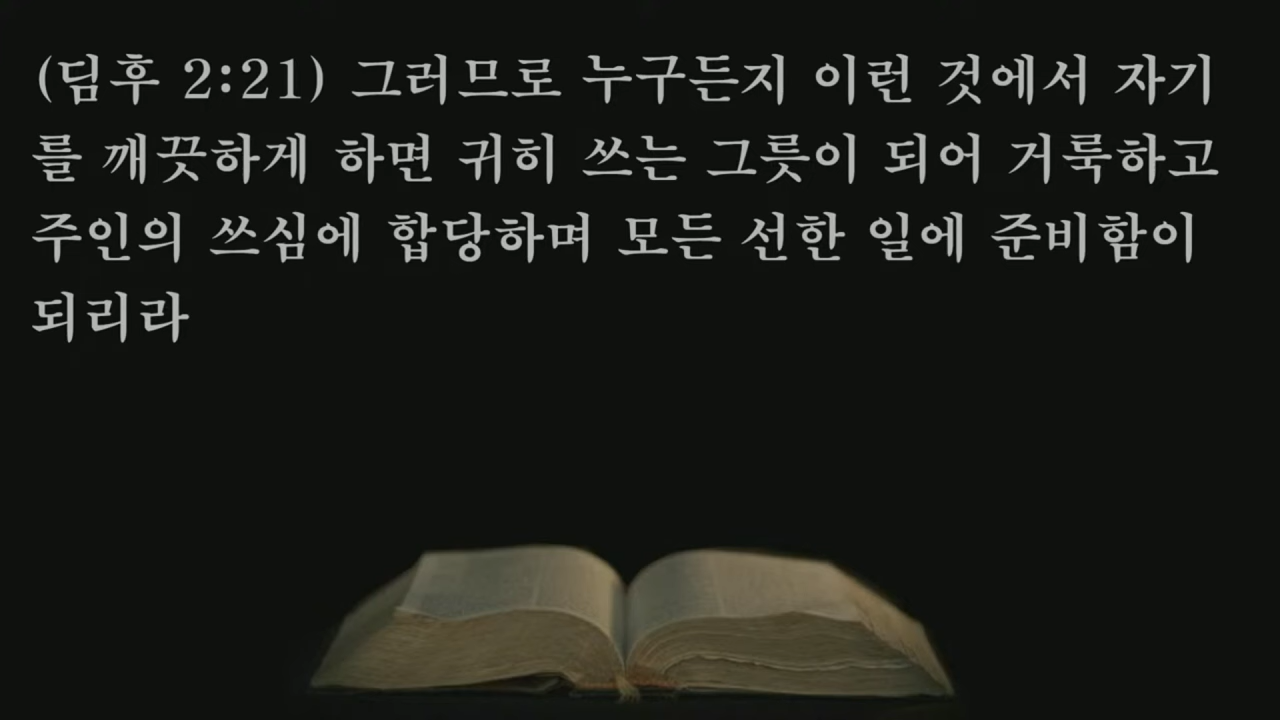 (딤후 2:21) 그러므로 누구든지 이런 것에서 자기
를 깨끗하게 하면 귀히 쓰는 그릇이 되어 거룩하고
주인의 쓰심에 합당하며 모든 선한 일에 준비함이
되리라